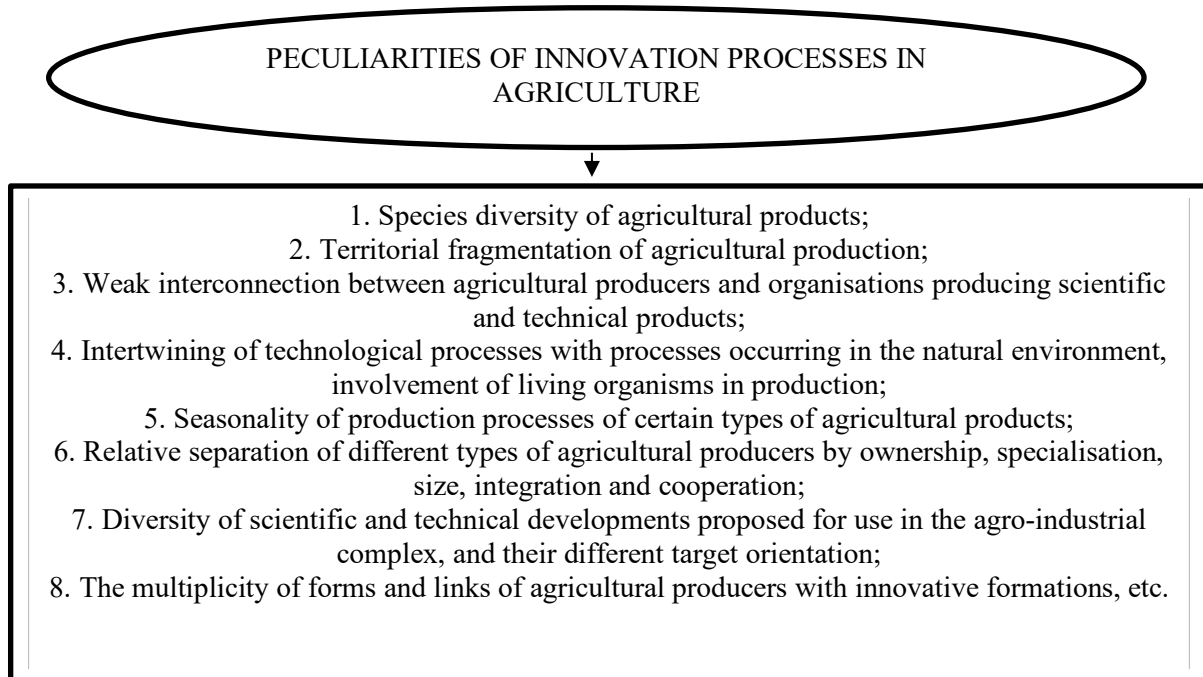 PECULIARITIES OF INNOVATION PROCESSES IN
AGRICULTURE
1. Species diversity of agricultural products;
2. Territorial fragmentation of agricultural production;
3. Weak interconnection between agricultural producers and organisations producing scientific
and technical products;
4. Intertwining of technological processes with processes occurring in the natural environment,
involvement of living organisms in production;
5. Seasonality of production processes of certain types of agricultural products;
6. Relative separation of different types of agricultural producers by ownership, specialisation,
size, integration and cooperation;
7. Diversity of scientific and technical developments proposed for use in the agro-industrial
complex, and their different target orientation;
8. The multiplicity of forms and links of agricultural producers with innovative formations, etc.